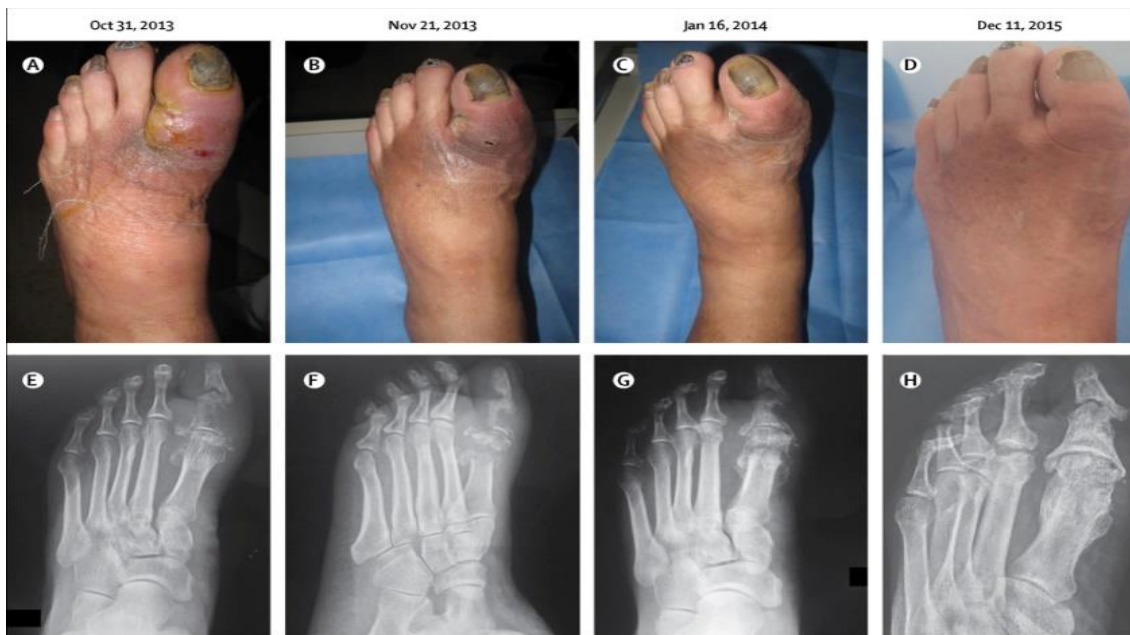 Oct 31, 2013
Nov 21, 2013
Jan 16, 2014
Dec 11, 2015
A
B
C
D
E
F
G
H